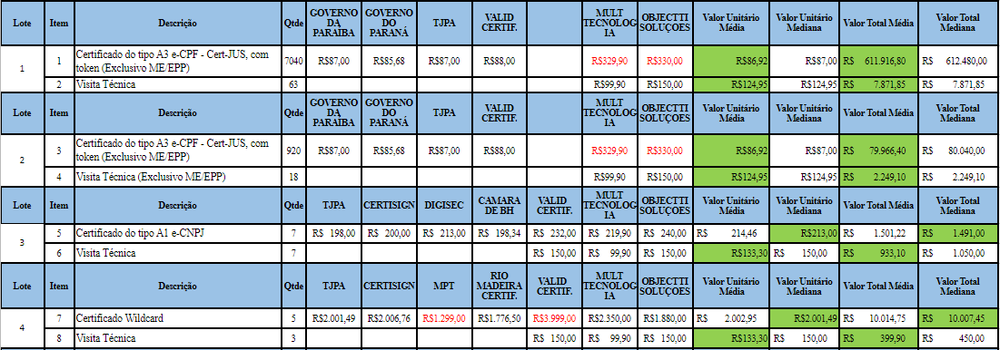 Lote Item Descrição Qtde GOVERNO DA PARAÍBA GOVERNO DO PARANÁ TJPA VALID CERTIF. MULT TECNOLOGIA OBJECTTI SOLUÇOES Valor Unitário Média Valor Unitário Mediana Valor Total Média Valor Total Mediana
1 1 Certificado do tipo A3 e-CPF - Cert-JUS, com token (Exclusivo ME/EPP) 7040 R$87,00 R$85,68 R$87,00 R$88,00 R$329,90 R$330,00 R$86,92 R$87,00 R$ 611.916,80 R$ 612.480,00
2 Visita Técnica 63 R$99,90 R$150,00 R$124,95 R$124,95 R$ 7.871,85 R$ 7.871,85
Lote Item Descrição Qtde GOVERNO DA PARAÍBA GOVERNO DO PARANÁ TJPA VALID CERTIF. MULT TECNOLOGIA OBJECTTI SOLUÇOES Valor Unitário Média Valor Unitário Mediana Valor Total Média Valor Total Mediana
2 3 Certificado do tipo A3 e-CPF - Cert-JUS, com token (Exclusivo ME/EPP) 920 R$87,00 R$85,68 R$87,00 R$88,00 R$329,90 R$330,00 R$86,92 R$87,00 R$ 79.966,40 R$ 80.040,00
4 Visita Técnica (Exclusivo ME/EPP) 18 R$99,90 R$150,00 R$124,95 R$124,95 R$ 2.249,10 R$ 2.249,10
Lote Item Descrição Qtde TJPA CERTISIGN DIGISEC CAMARA DE BH VALID CERTIF. MULT TECNOLOGIA OBJECTTI SOLUÇOES Valor Unitário Média Valor Unitário Mediana Valor Total Média Valor Total Mediana
3 5 Certificado do tipo A1 e-CNPJ 7 R$ 198,00 R$ 200,00 R$ 213,00 R$ 198,34 R$ 232,00 R$ 219,90 R$ 240,00 R$ 214,46 R$213,00 R$ 1.501,22 R$ 1.491,00
6 Visita Técnica 7 R$ 150,00 R$ 99,90 R$ 150,00 R$133,30 R$ 150,00 R$ 933,10 R$ 1.050,00
Lote Item Descrição Qtde TJPA CERTISIGN MPT RIO MADEIRA CERTIF. VALID CERTIF. MULT TECNOLOGIA OBJECTTI SOLUÇOES Valor Unitário Média Valor Unitário Mediana Valor Total Média Valor Total Mediana
4 7 Certificado Wildcard 5 R$2.001,49 R$2.006,76 R$1.299,00 R$1.776,50 R$3.999,00 R$2.350,00 R$1.880,00 R$ 2.002,95 R$2.001,49 R$ 10.014,75 R$ 10.007,45
8 Visita Técnica 3 R$ 150,00 R$ 99,90 R$ 150,00 R$133,30 R$ 150,00 R$ 399,90 R$ 450,00